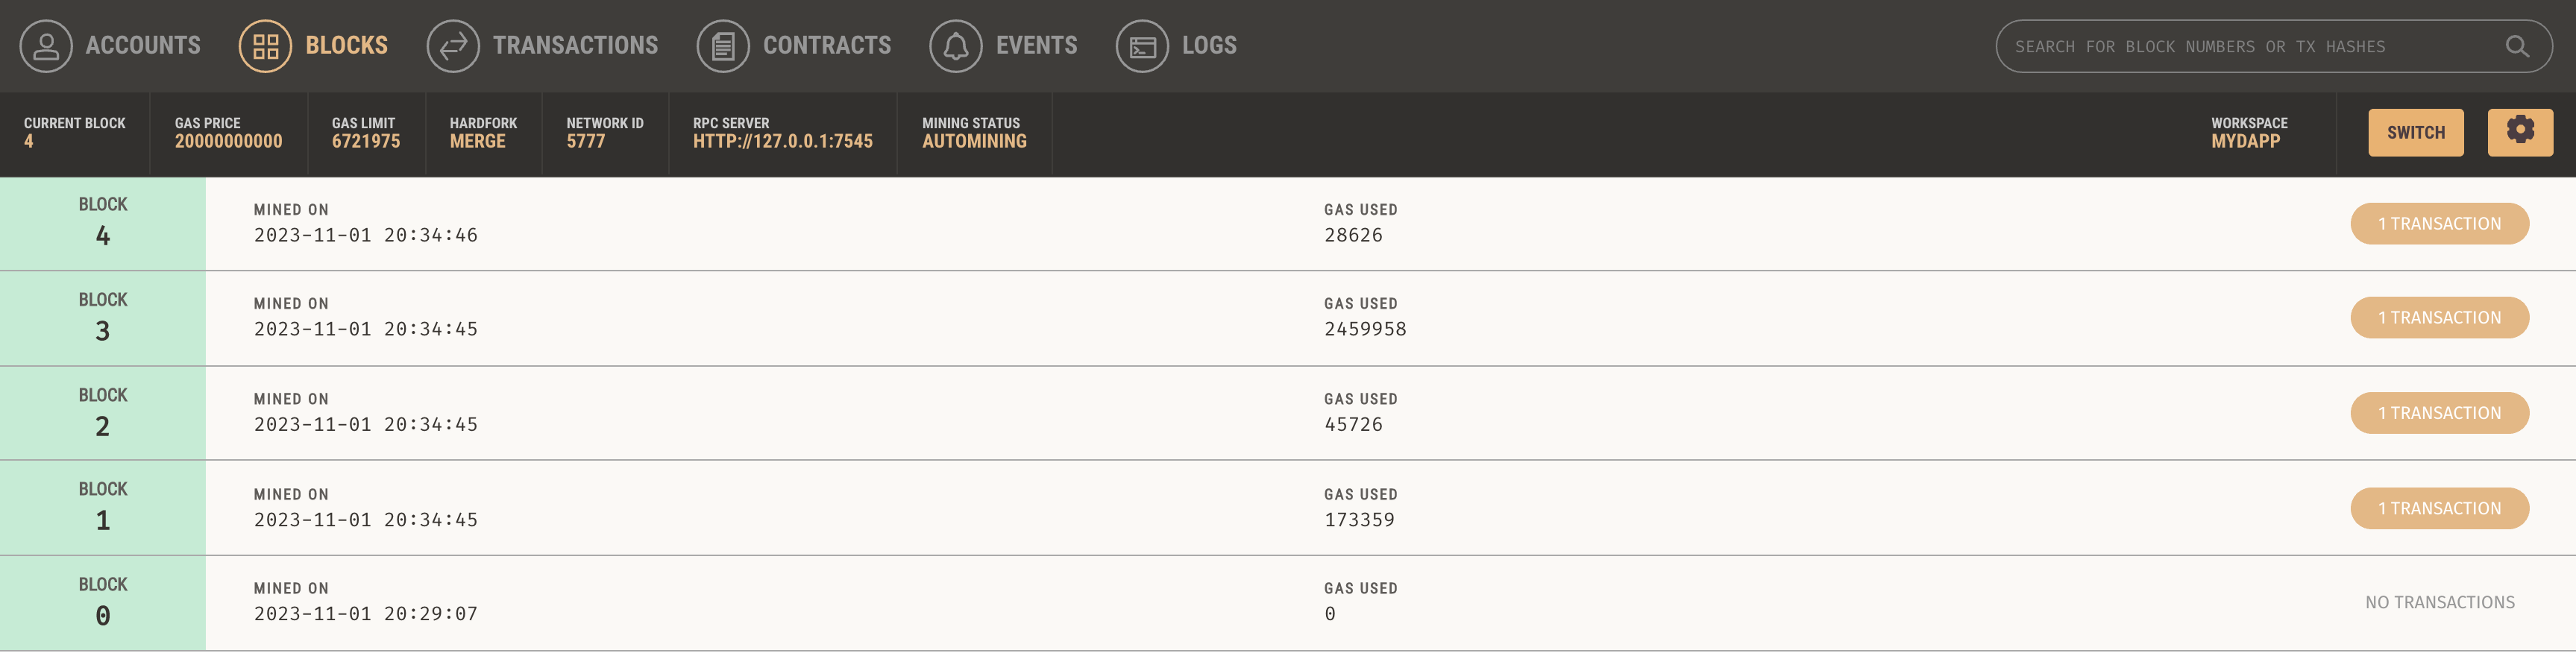 ACCOUNTS BLOCKS TRANSACTIONS CONTRACTS EVENTS LOGS SEARCH FOR BLOCK NUMBERS OR TX HASHES
CURRENT BLOCK GAS PRICE GAS LIMIT HARDFORK NETWORK ID RPC SERVER MINING STATUS WORKSPACE
4 20000000000 6721975 MERGE 5777 HTTP://127.0.0.1:7545 AUTOMINING MYDAPP SWITCH
BLOCK MINED ON GAS USED
4 2023-11-01 20:34:46 28626 1 TRANSACTION
BLOCK MINED ON GAS USED
3 2023-11-01 20:34:45 2459958 1 TRANSACTION
BLOCK MINED ON GAS USED
2 2023-11-01 20:34:45 45726 1 TRANSACTION
BLOCK MINED ON GAS USED
1 2023-11-01 20:34:45 173359 1 TRANSACTION
BLOCK MINED ON GAS USED
0 2023-11-01 20:29:07 0 NO TRANSACTIONS